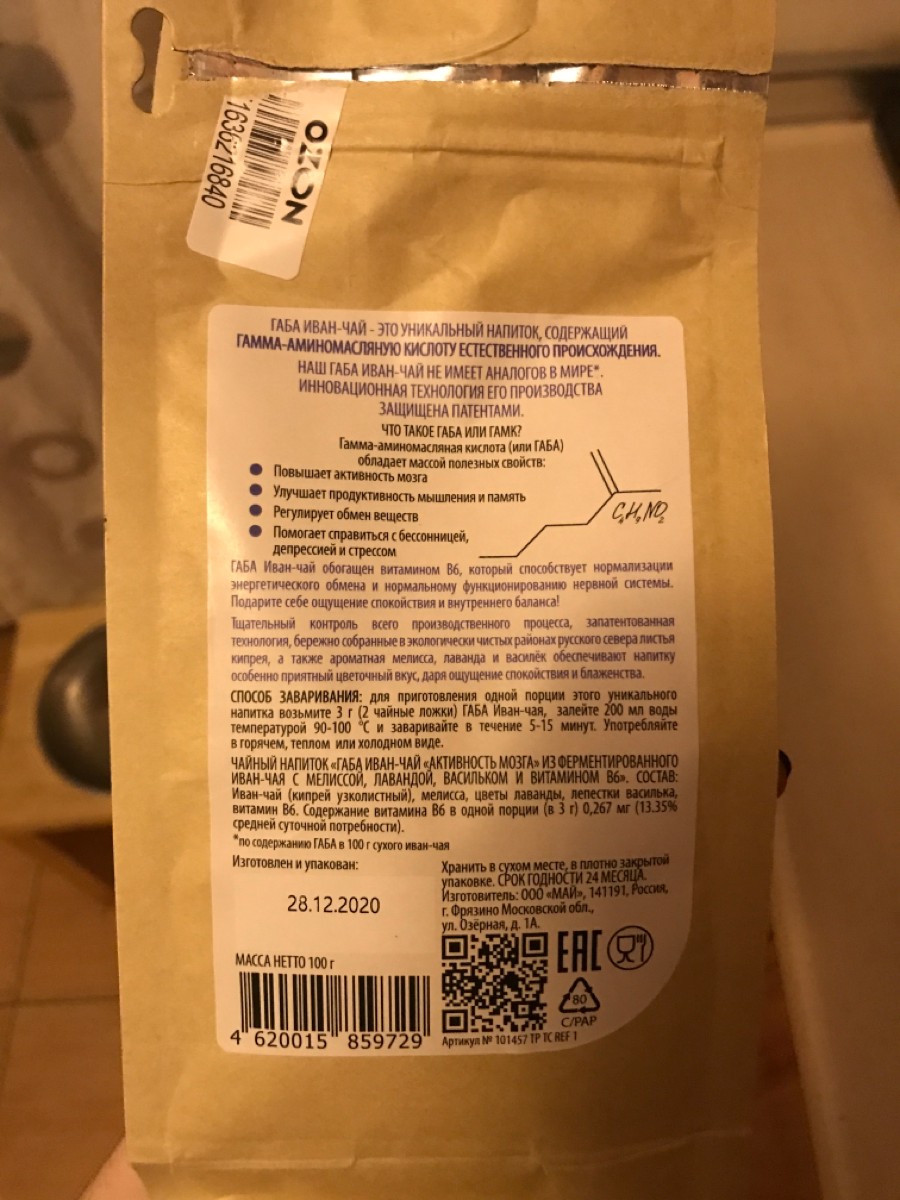 OZON
ГАБА ИВАН-ЧАЙ - ЭТО УНИКАЛЬНЫЙ НАПИТОК, СОДЕРЖАЩИЙ
ГАММА-АМИНОМАСЛЯНУЮ КИСЛОТУ ЕСТЕСТВЕННОГО ПРОИСХОЖДЕНИЯ.
НАШ ГАБА ИВАН-ЧАЙ НЕ ИМЕЕТ АНАЛОГОВ В МИРЕ*.
ИННОВАЦИОННАЯ ТЕХНОЛОГИЯ ЕГО ПРОИЗВОДСТВА
ЗАЩИЩЕНА ПАТЕНТАМИ.
ЧТО ТАКОЕ ГАБА ИЛИ ГАМК?
Гамма-аминомасляная кислота (или ГАБА)
обладает массой полезных свойств:
Повышает активность мозга
Улучшает продуктивность мышления и память
Регулирует обмен веществ
Помогает справиться с бессонницей,
депрессией и стрессом
C₄H₉NO₂
ГАБА Иван-чай обогащен витамином B6, который способствует нормализации
энергетического обмена и нормальному функционированию нервной системы.
Подарите себе ощущение спокойствия и внутреннего баланса!
Тщательный контроль всего производственного процесса, запатентованная
технология, бережно собранные в экологически чистых районах русского севера листья
кипрея, а также ароматная мелисса, лаванда и василёк обеспечивают напитку
особенно приятный цветочный вкус, даря ощущение спокойствия и блаженства.
СПОСОБ ЗАВАРИВАНИЯ: для приготовления одной порции этого уникального
напитка возьмите 3 г (2 чайные ложки) ГАБА Иван-чая, залейте 200 мл воды
температурой 90-100 °С и заваривайте в течение 5-15 минут. Употребляйте
в горячем, теплом или холодном виде.
ЧАЙНЫЙ НАПИТОК «ГАБА ИВАН-ЧАЙ «АКТИВНОСТЬ МОЗГА» ИЗ ФЕРМЕНТИРОВАННОГО
ИВАН-ЧАЯ С МЕЛИССОЙ, ЛАВАНДОЙ, ВАСИЛЬКОМ И ВИТАМИНОМ B6». СОСТАВ:
Иван-чай (кипрей узколистный), мелисса, цветы лаванды, лепестки василька,
витамин B6. Содержание витамина B6 в одной порции (в 3 г) 0,267 мг (13.35%
средней суточной потребности).
*по содержанию ГАБА в 100 г сухого иван-чая
Изготовлен и упакован:
28.12.2020
МАССА НЕТТО 100 г
4 620015 859729
Хранить в сухом месте, в плотно закрытой
упаковке. СРОК ГОДНОСТИ 24 МЕСЯЦА.
Изготовитель: ООО «МАЙ», 141191, Россия,
г. Фрязино Московской обл.,
ул. Озёрная, д. 1А.
EAC
80
C/PAP
Артикул № 101457 ТР ТС REF 1